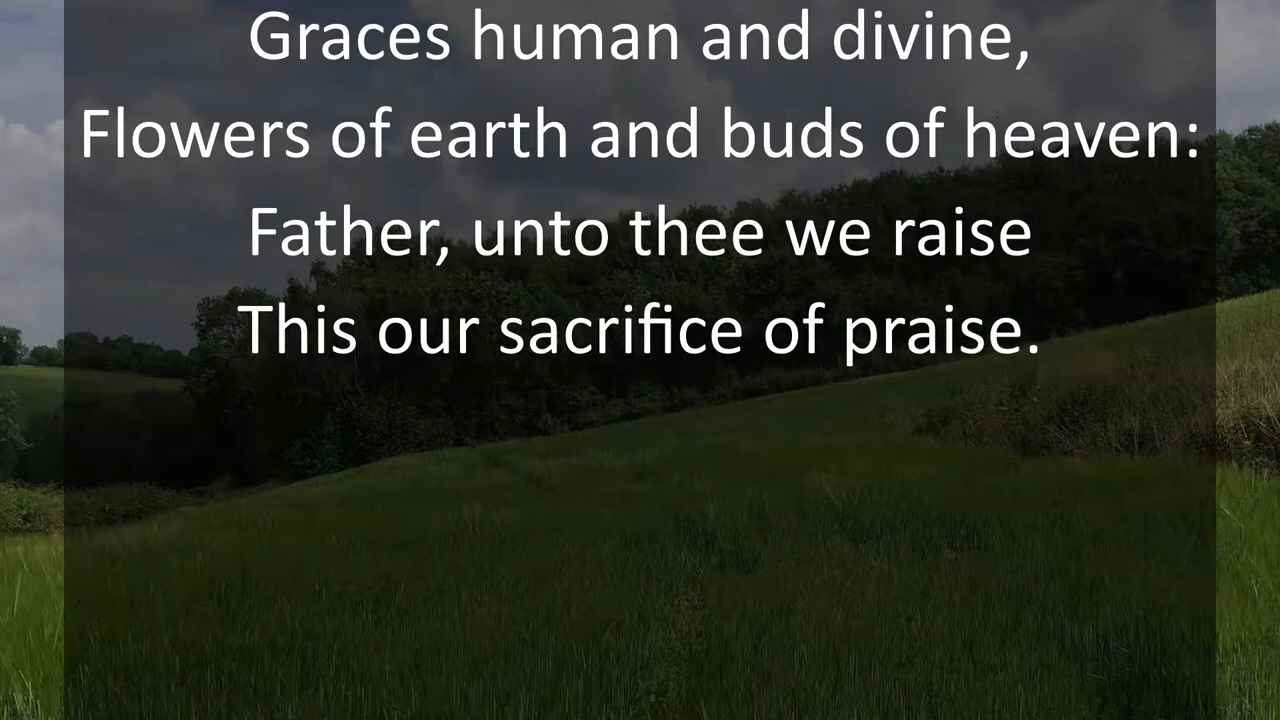 Graces human and divine,
Flowers of earth and buds of heaven:
Father, unto thee we raise
This our sacrifice of praise.